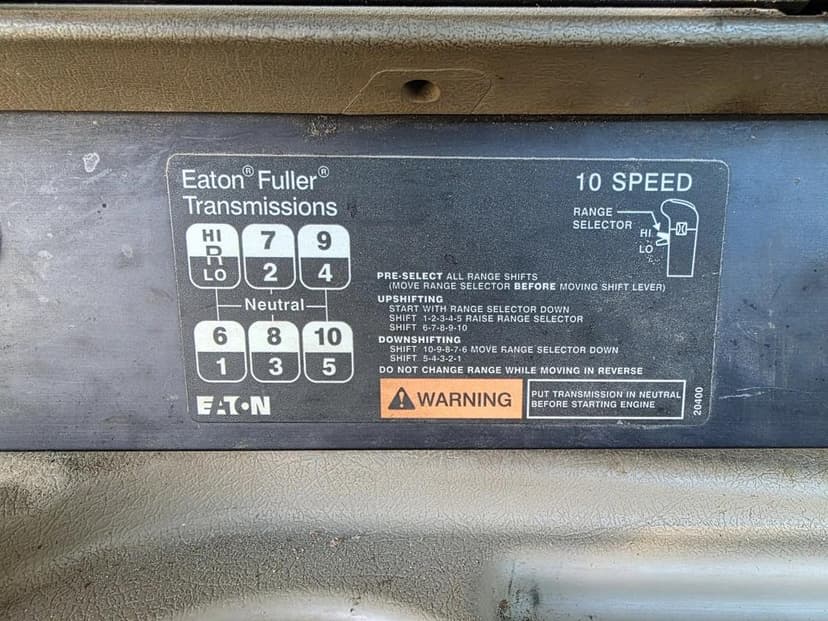 Eaton® Fuller®
Transmissions
10 SPEED
RANGE
SELECTOR
HI
LO
HI
R
LO
7
2
9
4
Neutral
6
1
8
3
10
5
PRE-SELECT ALL RANGE SHIFTS
(MOVE RANGE SELECTOR BEFORE MOVING SHIFT LEVER)
UPSHIFTING
START WITH RANGE SELECTOR DOWN
SHIFT 1-2-3-4-5 RAISE RANGE SELECTOR
SHIFT 6-7-8-9-10
DOWNSHIFTING
SHIFT 10-9-8-7-6 MOVE RANGE SELECTOR DOWN
SHIFT 5-4-3-2-1
DO NOT CHANGE RANGE WHILE MOVING IN REVERSE
WARNING
PUT TRANSMISSION IN NEUTRAL
BEFORE STARTING ENGINE
20400
EATON